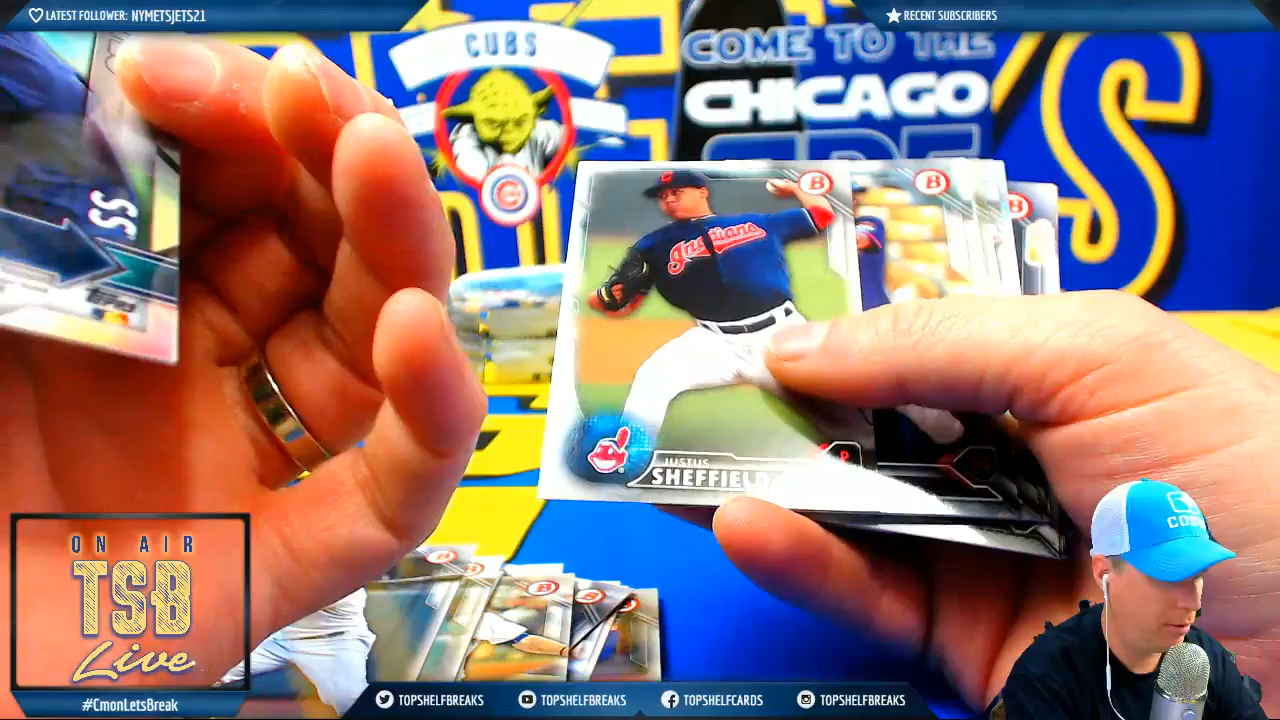 LATEST FOLLOWER: NYMETSJETS21
RECENT SUBSCRIBERS
CUBS
COME TO THE
CHICAGO
SS
B
B
B
Indians
JUSTUS
SHEFFIELD
P
ON AIR
TSB
Live
#CmonLetsBreak
TOPSHELFBREAKS
TOPSHELFBREAKS
TOPSHELFCARDS
TOPSHELFBREAKS